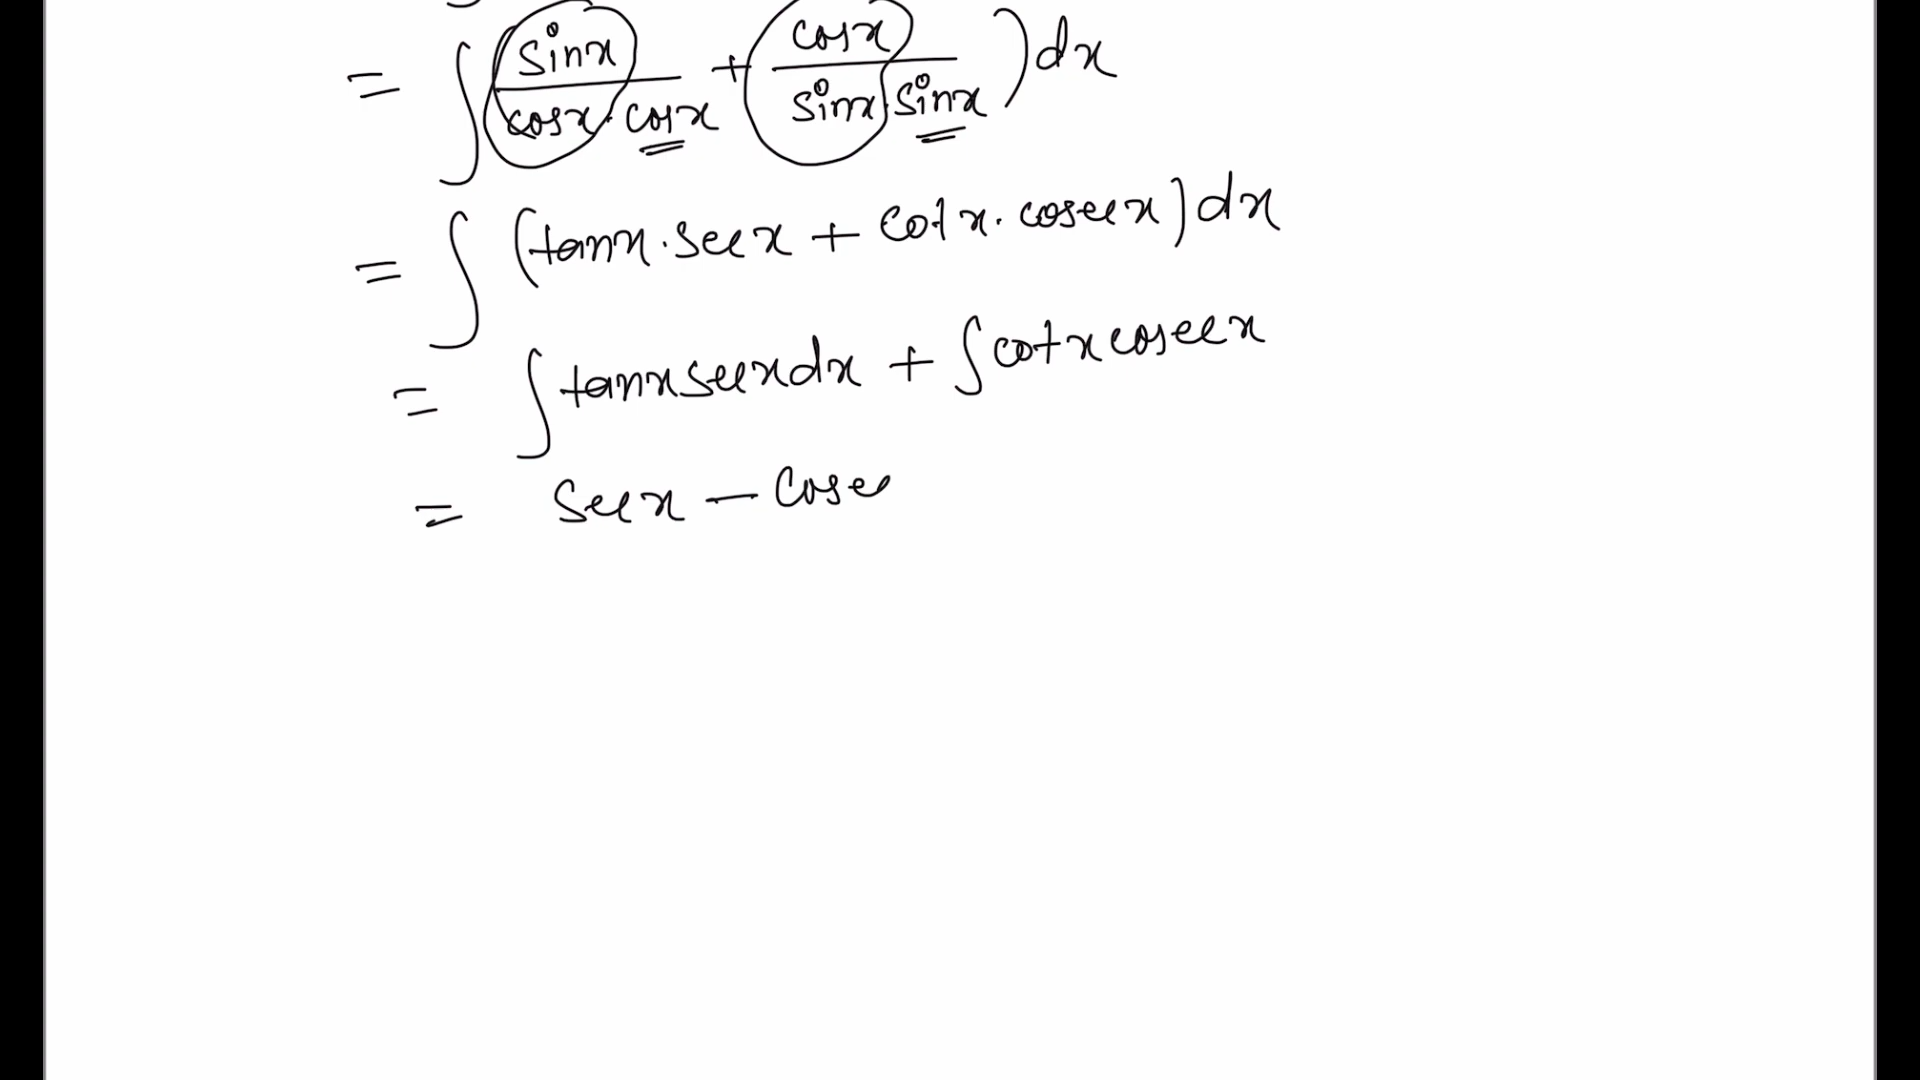 = ∫(sinx/cosx·cosx + cosx/sinx sinx)dx
= ∫(tanx·secx + cotx·cosecx)dx
= ∫tanxsecxdx + ∫cotxcosecx
= secx − cose